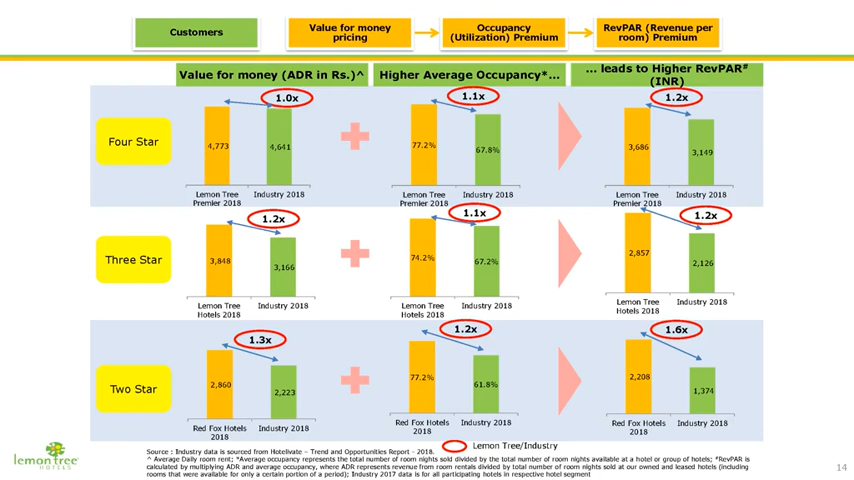 Customers
Value for money
pricing
Occupancy
(Utilization) Premium
RevPAR (Revenue per
room) Premium
Value for money (ADR in Rs.)^
Higher Average Occupancy*...
... leads to Higher RevPAR#
(INR)
Four Star
1.0x
4,773
4,641
Lemon Tree
Premier 2018
Industry 2018
1.1x
77.2%
67.8%
Lemon Tree
Premier 2018
Industry 2018
1.2x
3,686
3,149
Lemon Tree
Premier 2018
Industry 2018
Three Star
1.2x
3,848
3,166
Lemon Tree
Hotels 2018
Industry 2018
1.1x
74.2%
67.2%
Lemon Tree
Hotels 2018
Industry 2018
1.2x
2,857
2,126
Lemon Tree
Hotels 2018
Industry 2018
Two Star
1.3x
2,860
2,223
Red Fox Hotels
2018
Industry 2018
1.2x
77.2%
61.8%
Red Fox Hotels
2018
Industry 2018
1.6x
2,208
1,374
Red Fox Hotels
2018
Industry 2018
Lemon Tree/Industry
lemon tree
HOTELS
Source : Industry data is sourced from Hotelivate – Trend and Opportunities Report - 2018.
^ Average Daily room rent; *Average occupancy represents the total number of room nights sold divided by the total number of room nights available at a hotel or group of hotels; #RevPAR is
calculated by multiplying ADR and average occupancy, where ADR represents revenue from room rentals divided by total number of room nights sold at our owned and leased hotels (including
rooms that were available for only a certain portion of a period); Industry 2017 data is for all participating hotels in respective hotel segment
14